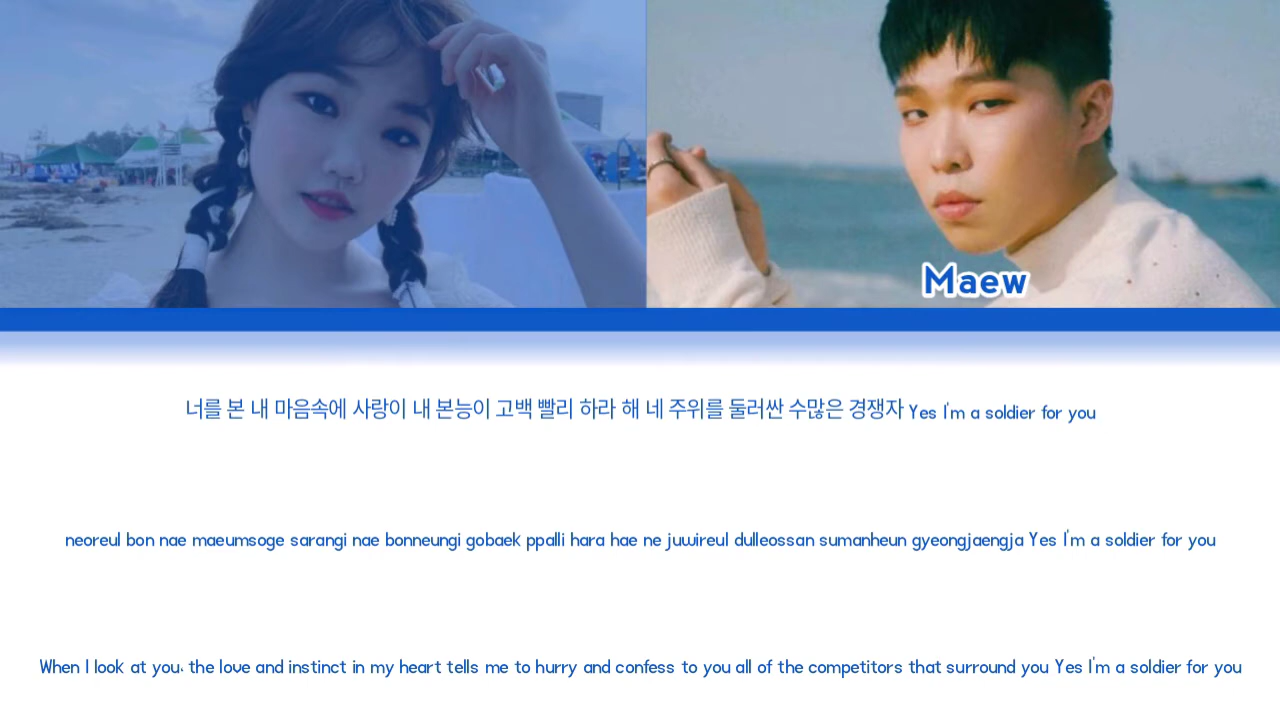 Maew
너를 본 내 마음속에 사랑이 내 본능이 고백 빨리 하라 해 네 주위를 둘러싼 수많은 경쟁자 Yes I'm a soldier for you
neoreul bon nae maeumsoge sarangi nae bonneungi gobaek ppalli hara hae ne juwireul dulleossan sumanheun gyeongjaengja Yes I'm a soldier for you
When I look at you, the love and instinct in my heart tells me to hurry and confess to you all of the competitors that surround you Yes I'm a soldier for you